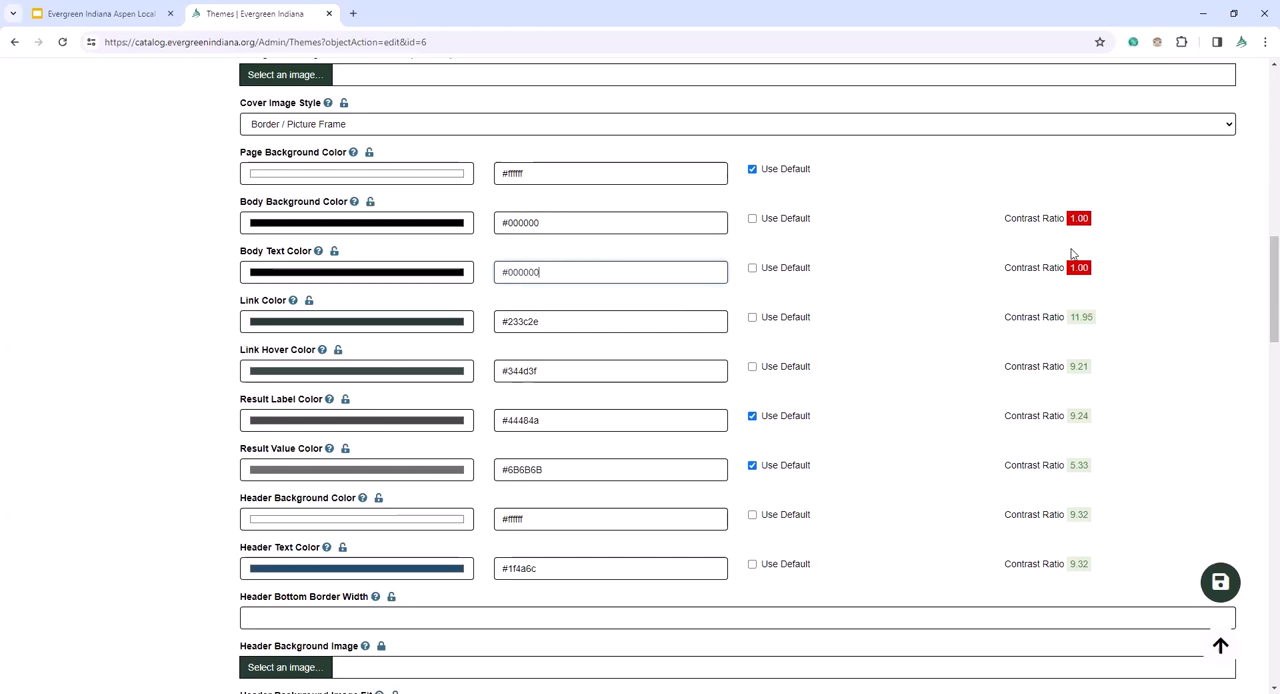 Evergreen Indiana Aspen Local
Themes | Evergreen Indiana
https://catalog.evergreenindiana.org/Admin/Themes?objectAction=edit&id=6
Select an image...
Cover Image Style
Border / Picture Frame
Page Background Color
#ffffff Use Default
Body Background Color
#000000 Use Default Contrast Ratio 1.00
Body Text Color
#000000 Use Default Contrast Ratio 1.00
Link Color
#233c2e Use Default Contrast Ratio 11.95
Link Hover Color
#344d3f Use Default Contrast Ratio 9.21
Result Label Color
#44484a Use Default Contrast Ratio 9.24
Result Value Color
#6B6B6B Use Default Contrast Ratio 5.33
Header Background Color
#ffffff Use Default Contrast Ratio 9.32
Header Text Color
#1f4a6c Use Default Contrast Ratio 9.32
Header Bottom Border Width
Header Background Image
Select an image...
Header Background Image Fit